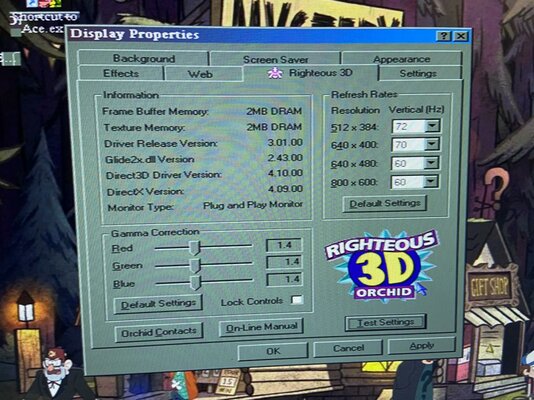 Shortcut to
Ace.ex
MYSTERY
Display Properties
Background
Screen Saver
Appearance
Effects
Web
Righteous 3D
Settings
Information
Frame Buffer Memory: 2MB DRAM
Texture Memory: 2MB DRAM
Driver Release Version: 3.01.00
Glide2x.dll Version 2.43.00
Direct3D Driver Version: 4.10.00
DirectX Version: 4.09.00
Monitor Type: Plug and Play Monitor
Refresh Rates
Resolution Vertical (Hz)
512 x 384: 72
640 x 400: 70
640 x 480: 60
800 x 600: 60
Default Settings
Gamma Correction
Red 1.4
Green 1.4
Blue 1.4
Default Settings
Lock Controls
RIGHTEOUS
3D
ORCHID
Orchid Contacts
On-Line Manual
Test Settings
OK
Cancel
Apply
GIFT SHOP
?